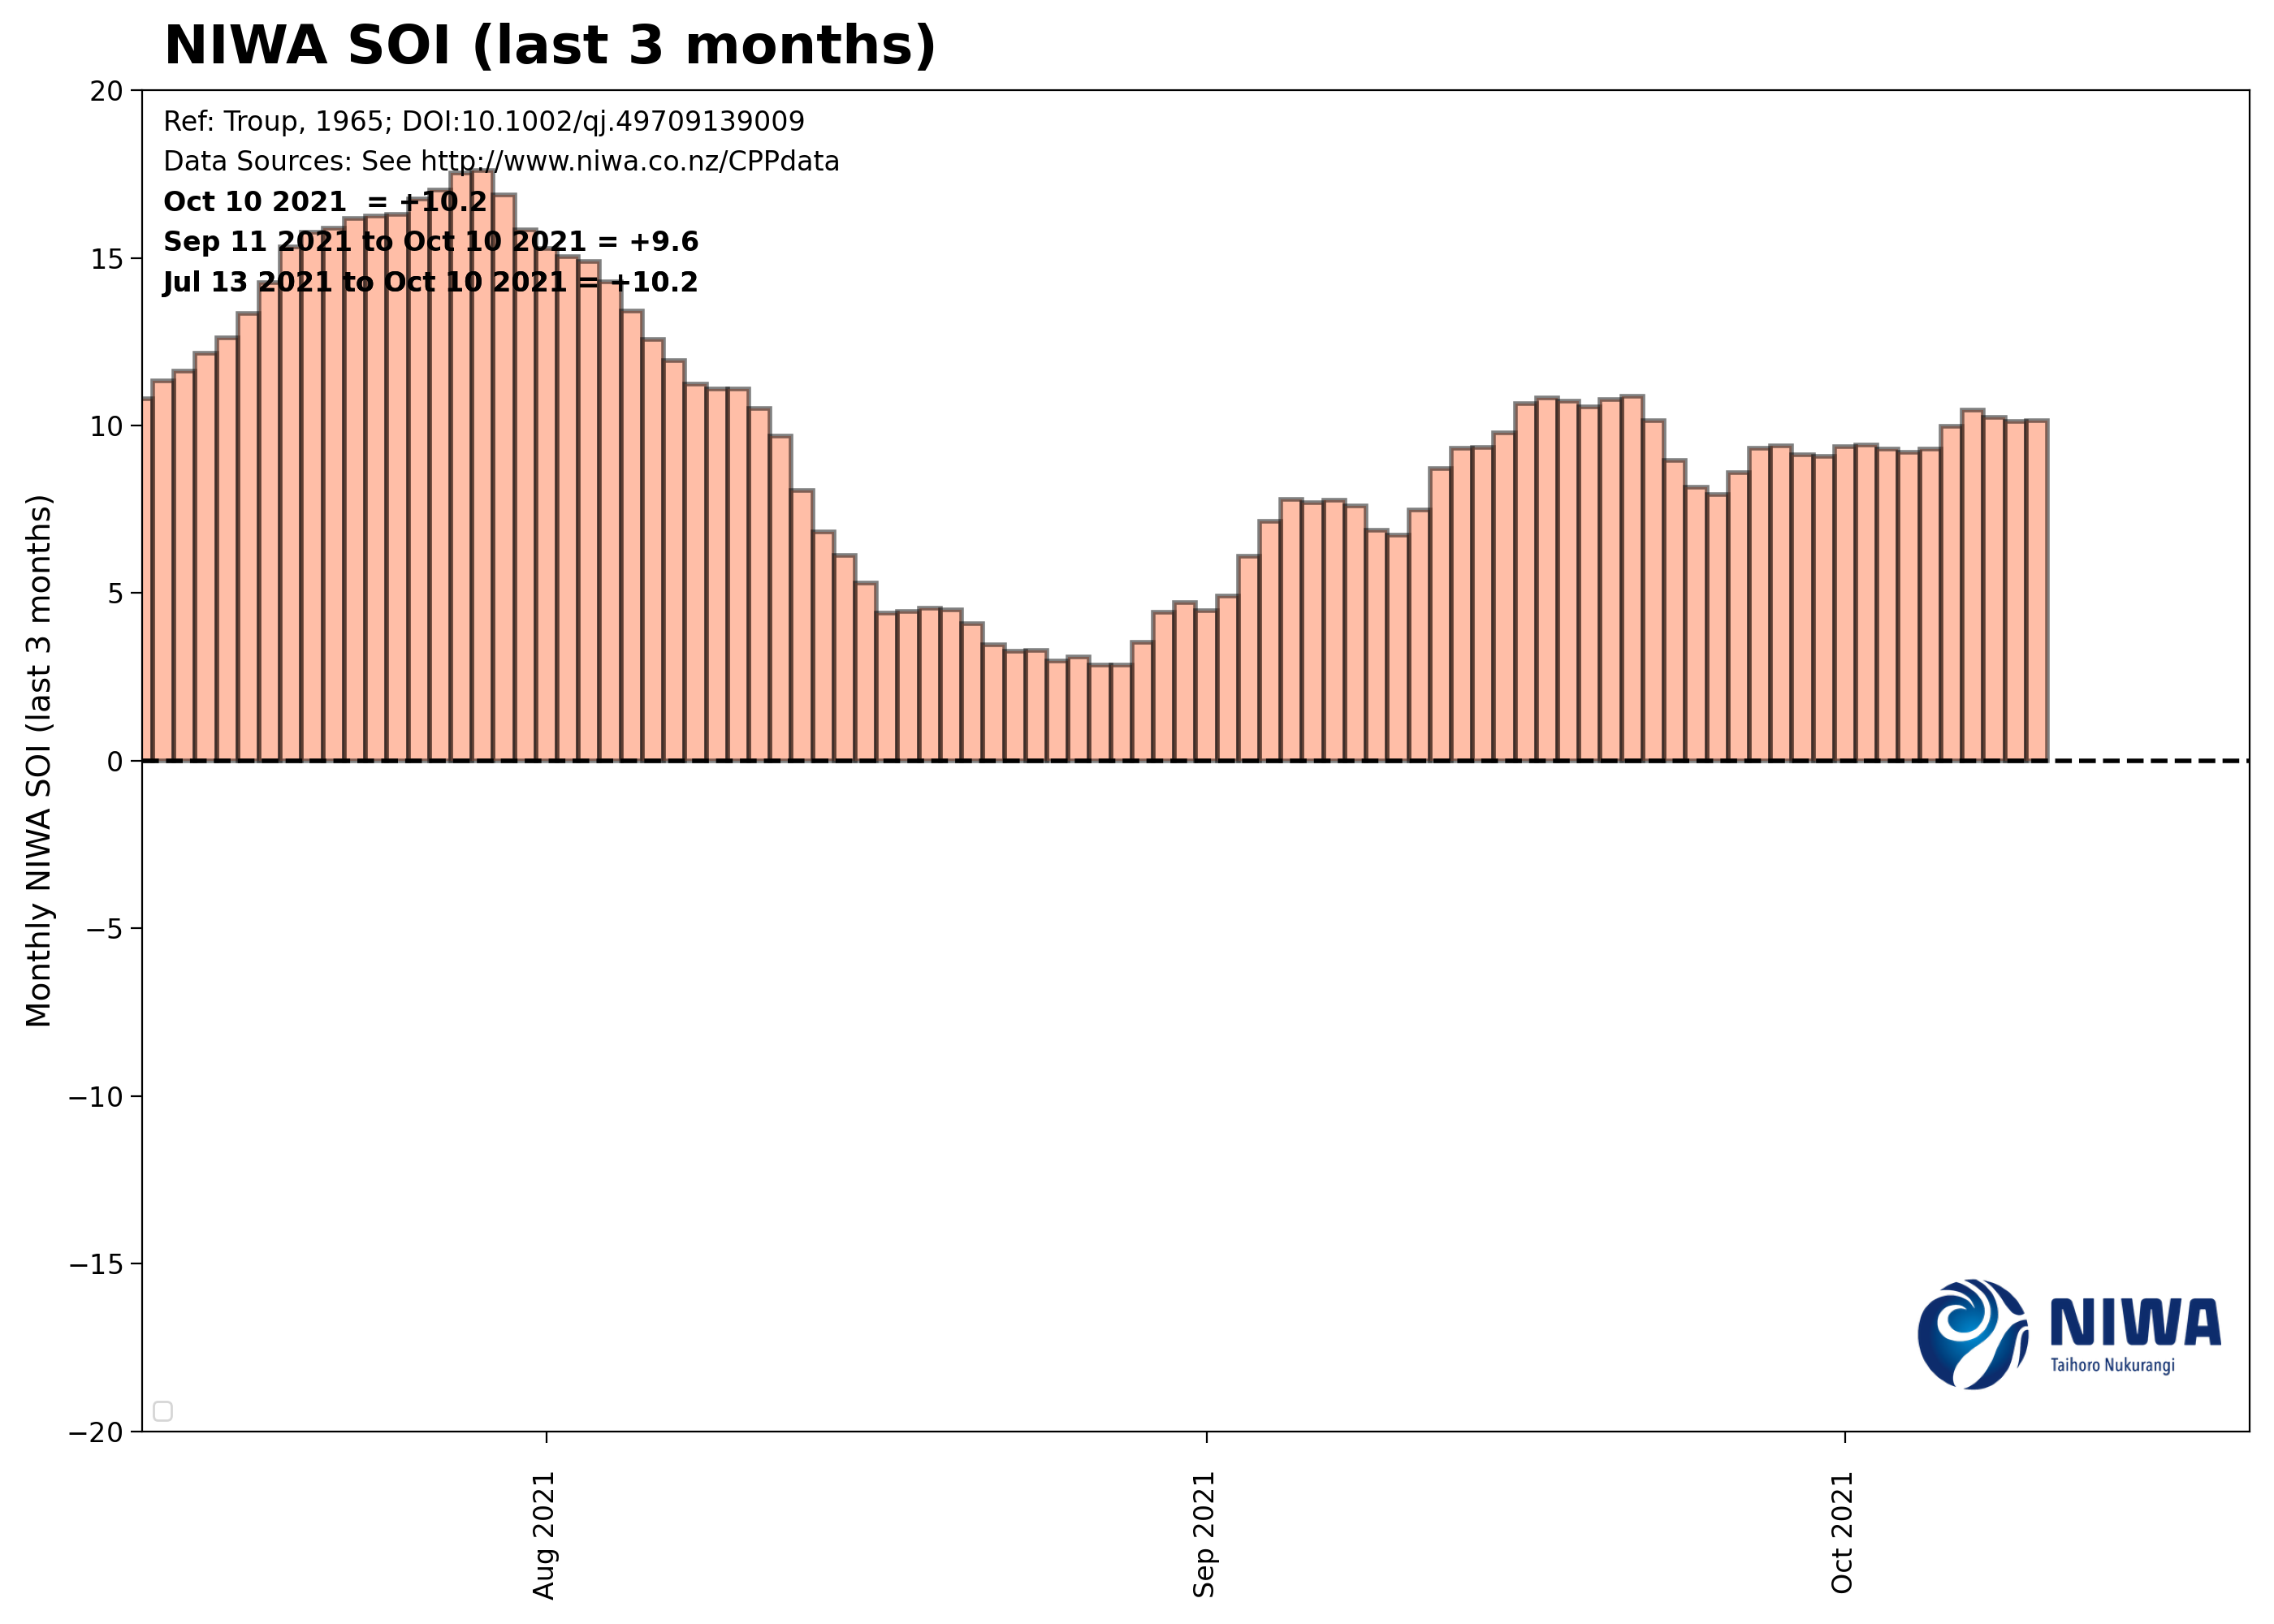 NIWA SOI (last 3 months)
Ref: Troup, 1965; DOI:10.1002/qj.49709139009
Data Sources: See http://www.niwa.co.nz/CPPdata
Oct 10 2021  = +10.2
Sep 11 2021 to Oct 10 2021 = +9.6
Jul 13 2021 to Oct 10 2021 = +10.2
Monthly NIWA SOI (last 3 months)
20
15
10
5
0
−5
−10
−15
−20
NIWA
Taihoro Nukurangi
Aug 2021
Sep 2021
Oct 2021